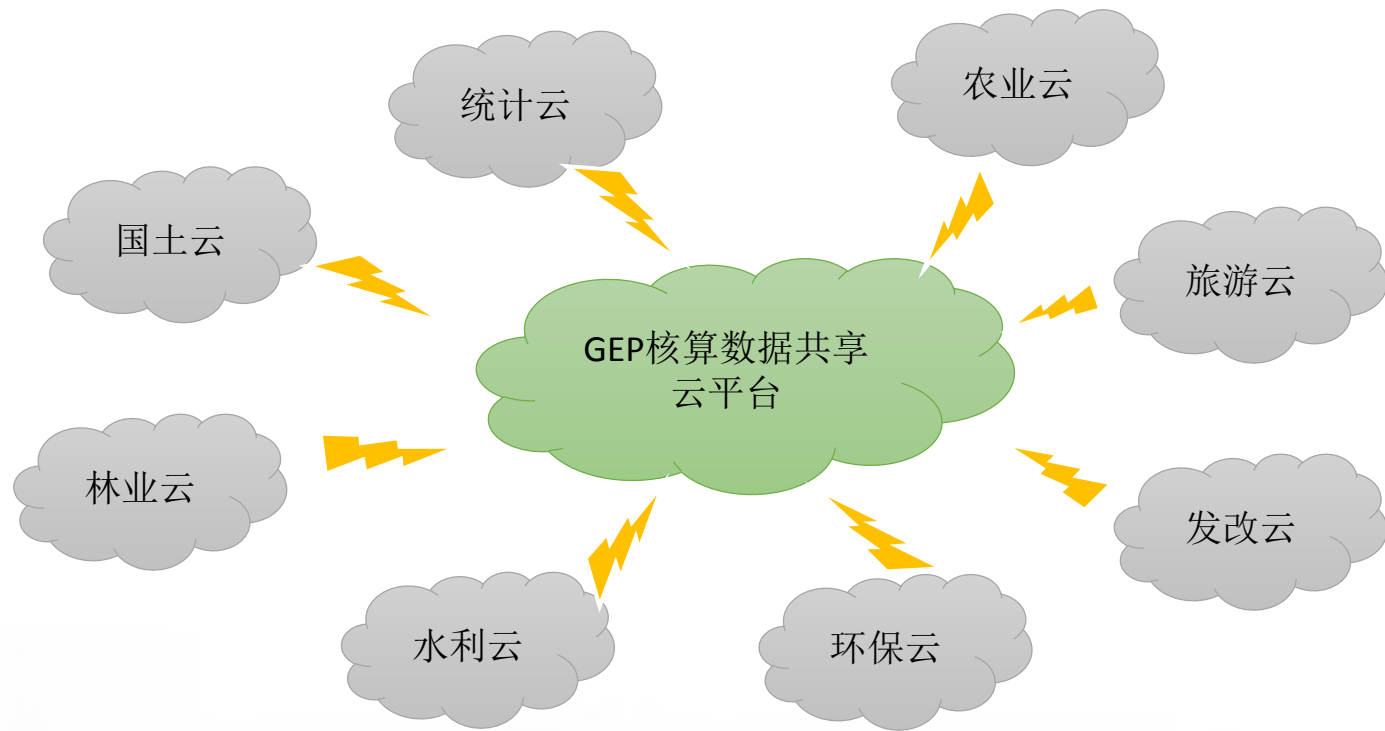 农业云
统计云
国土云
旅游云
GEP核算数据共享
云平台
林业云
发改云
水利云
环保云